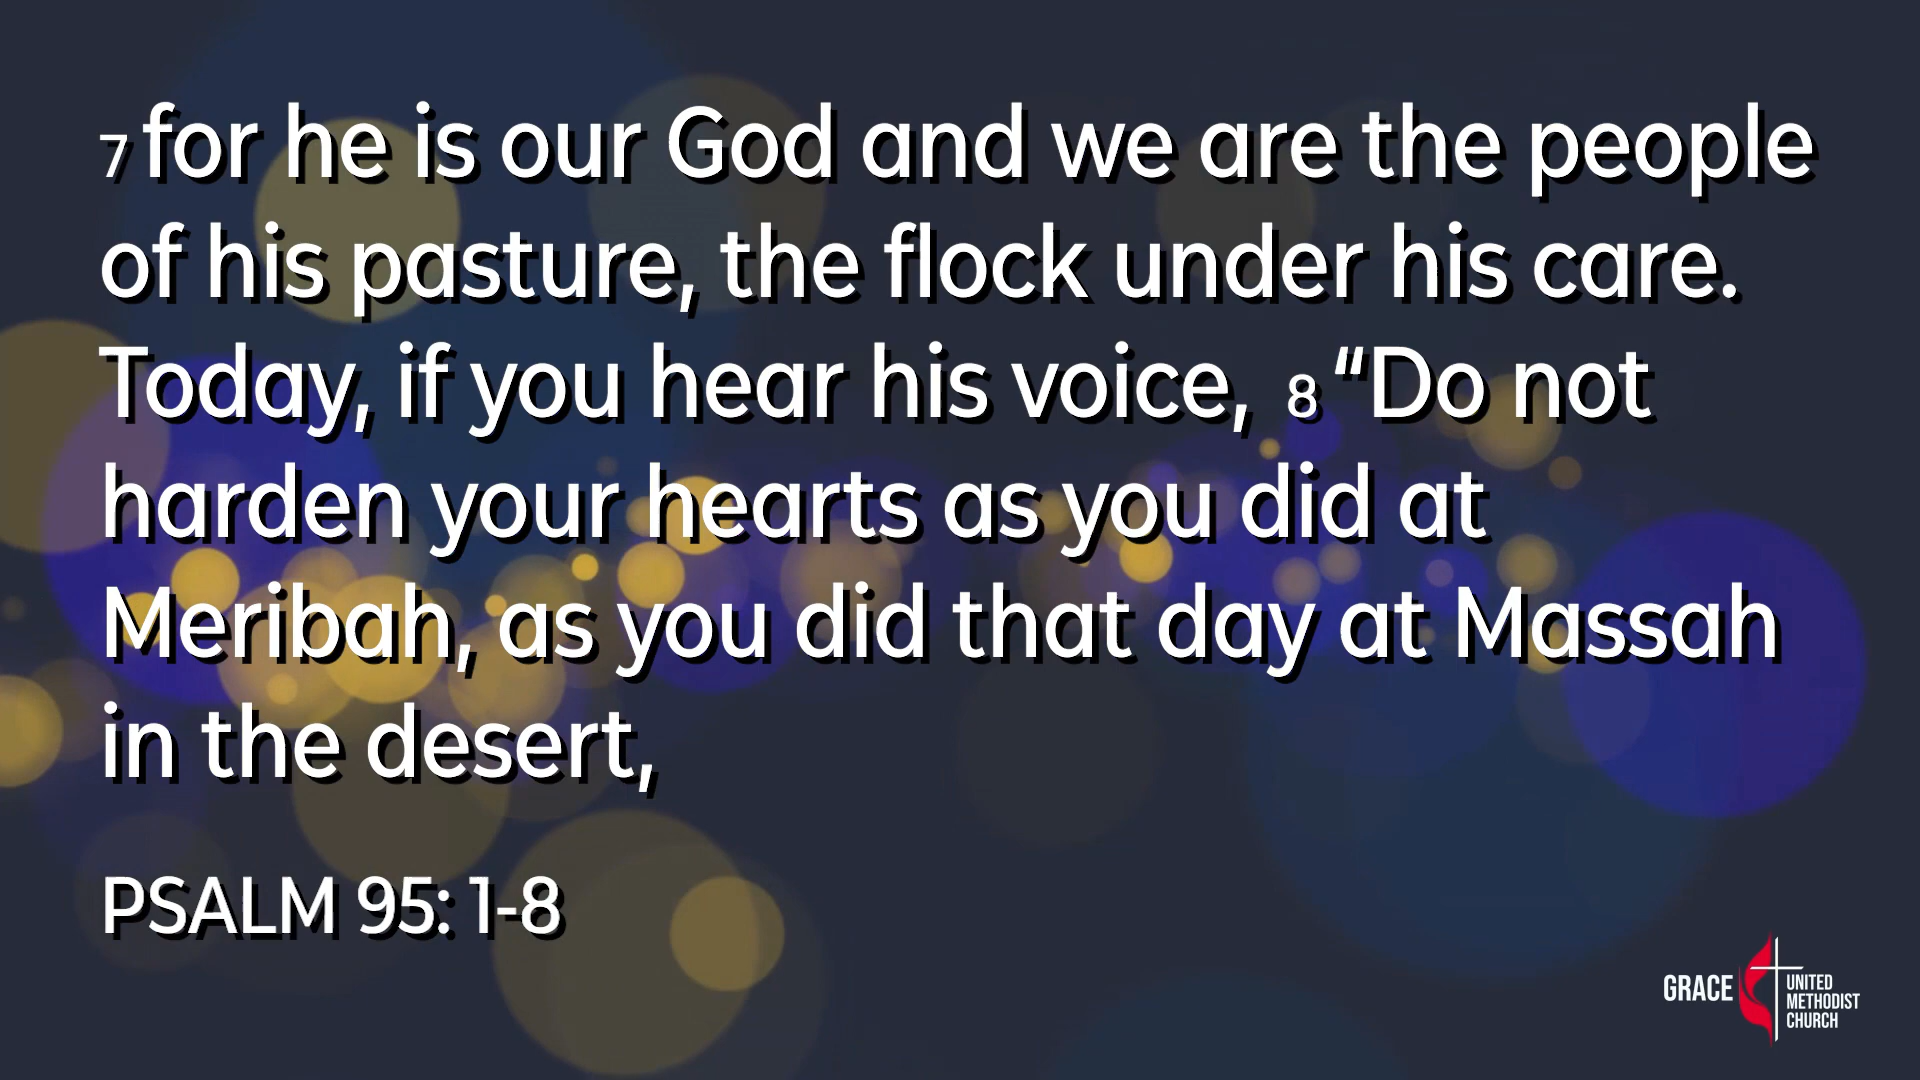 7 for he is our God and we are the people
of his pasture, the flock under his care.
Today, if you hear his voice, 8 “Do not
harden your hearts as you did at
Meribah, as you did that day at Massah
in the desert,
PSALM 95: 1-8
GRACE
UNITED
METHODIST
CHURCH